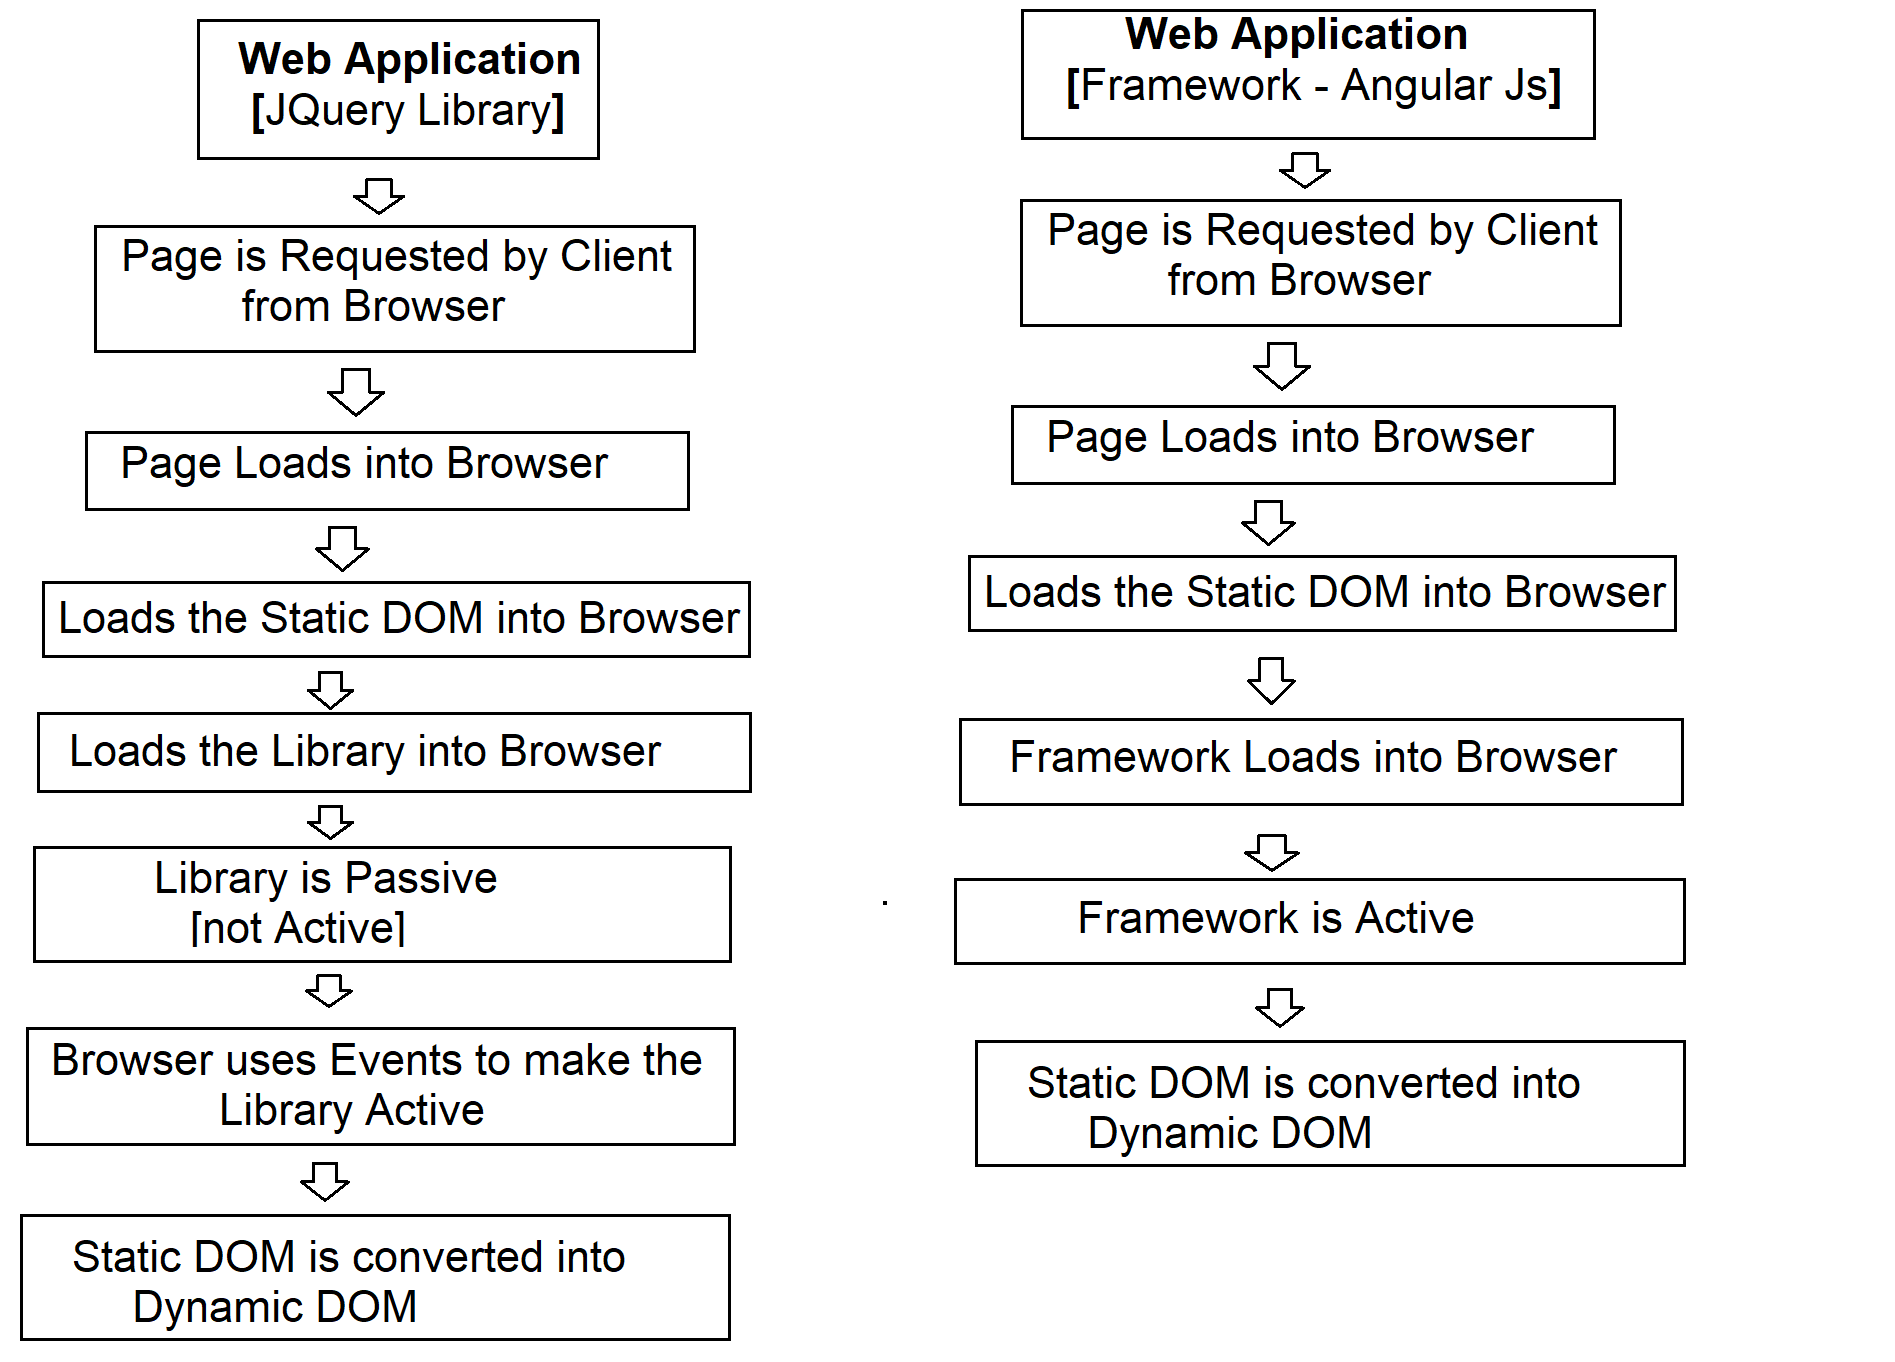 Web Application
[JQuery Library]
Page is Requested by Client
from Browser
Page Loads into Browser
Loads the Static DOM into Browser
Loads the Library into Browser
Library is Passive
[not Active]
Browser uses Events to make the
Library Active
Static DOM is converted into
Dynamic DOM
Web Application
[Framework - Angular Js]
Page is Requested by Client
from Browser
Page Loads into Browser
Loads the Static DOM into Browser
Framework Loads into Browser
Framework is Active
Static DOM is converted into
Dynamic DOM